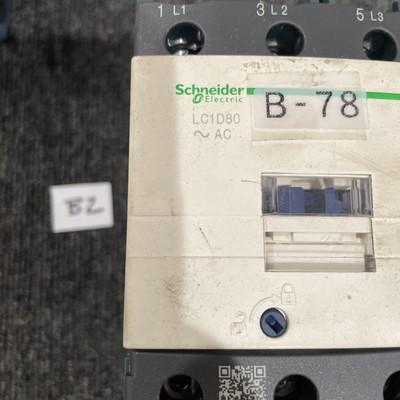 1 L1 3 L2 5 L3
Schneider
Electric
B-78
LC1D80
~ AC
B2